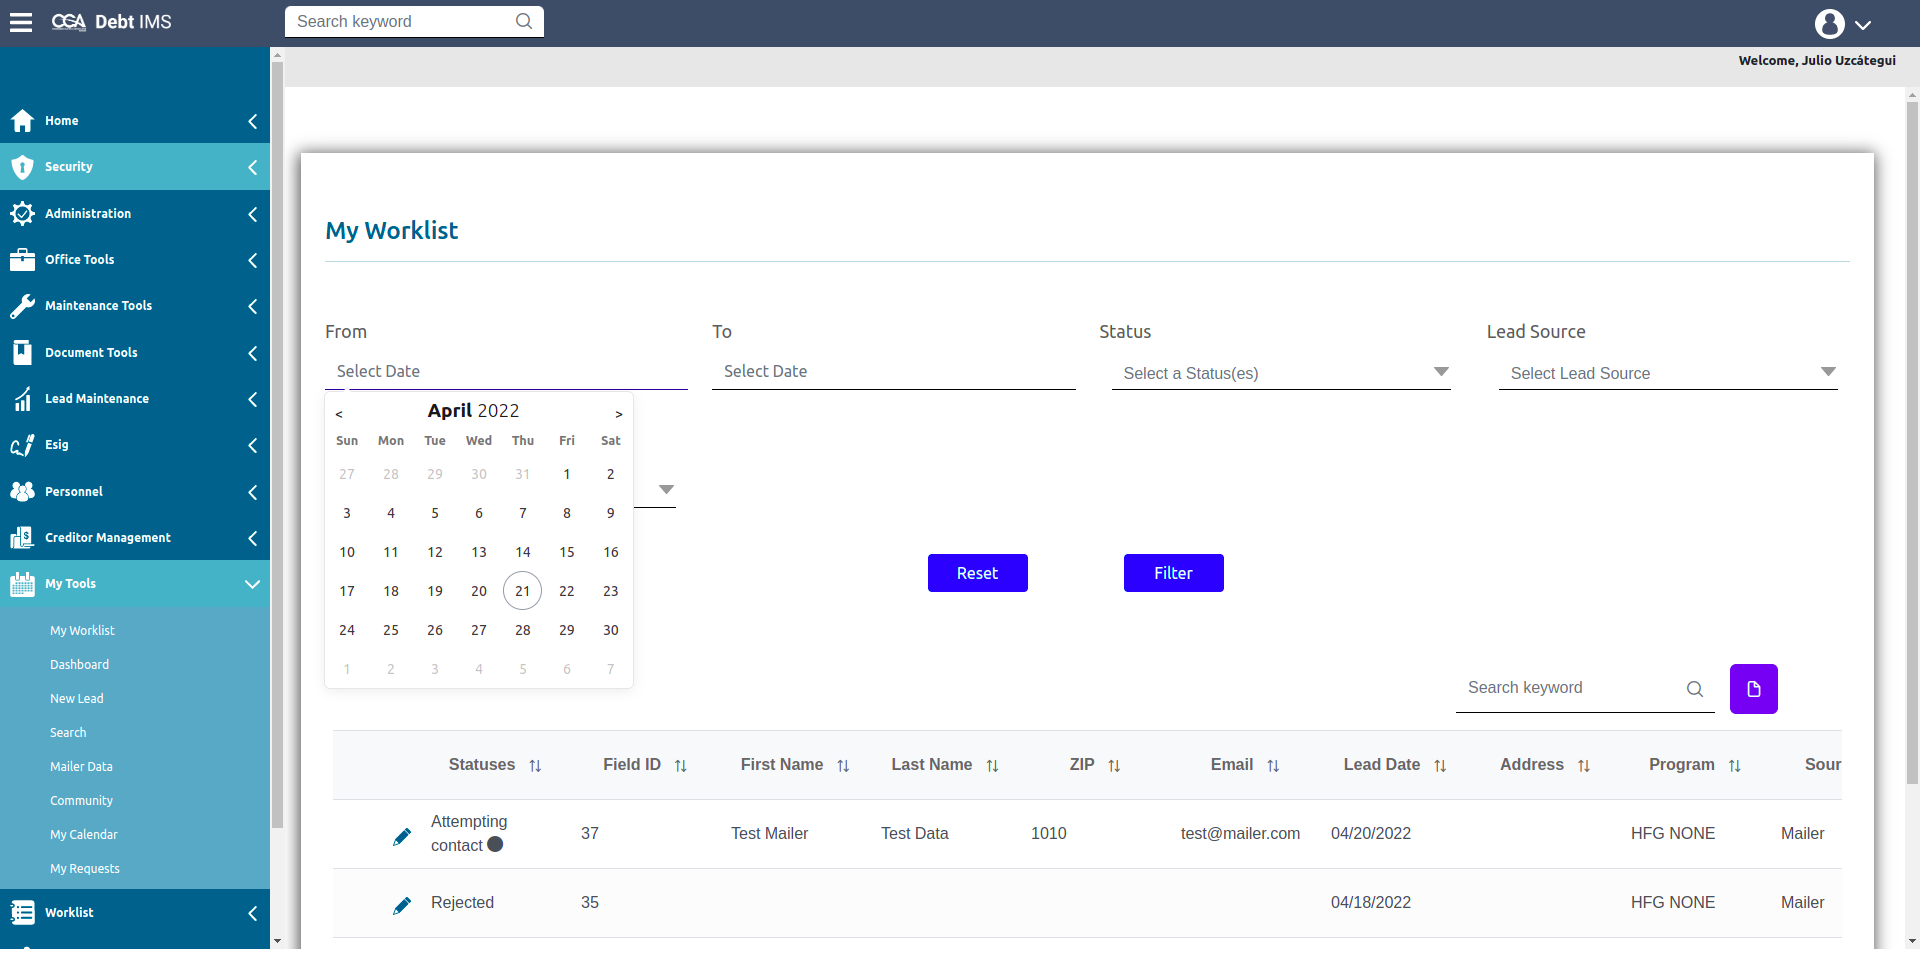 CGA Debt IMS
Search keyword
Welcome, Julio Uzcátegui
Home
Security
Administration
Office Tools
Maintenance Tools
Document Tools
Lead Maintenance
Esig
Personnel
Creditor Management
My Tools
My Worklist
Dashboard
New Lead
Search
Mailer Data
Community
My Calendar
My Requests
Worklist
My Worklist
From To Status Lead Source
Select Date Select Date Select a Status(es) Select Lead Source
< April 2022 >
Sun Mon Tue Wed Thu Fri Sat
27 28 29 30 31 1 2
3 4 5 6 7 8 9
10 11 12 13 14 15 16
17 18 19 20 21 22 23
24 25 26 27 28 29 30
1 2 3 4 5 6 7
Reset Filter
Search keyword
Statuses Field ID First Name Last Name ZIP Email Lead Date Address Program Sour
Attempting contact 37 Test Mailer Test Data 1010 test@mailer.com 04/20/2022 HFG NONE Mailer
Rejected 35 04/18/2022 HFG NONE Mailer